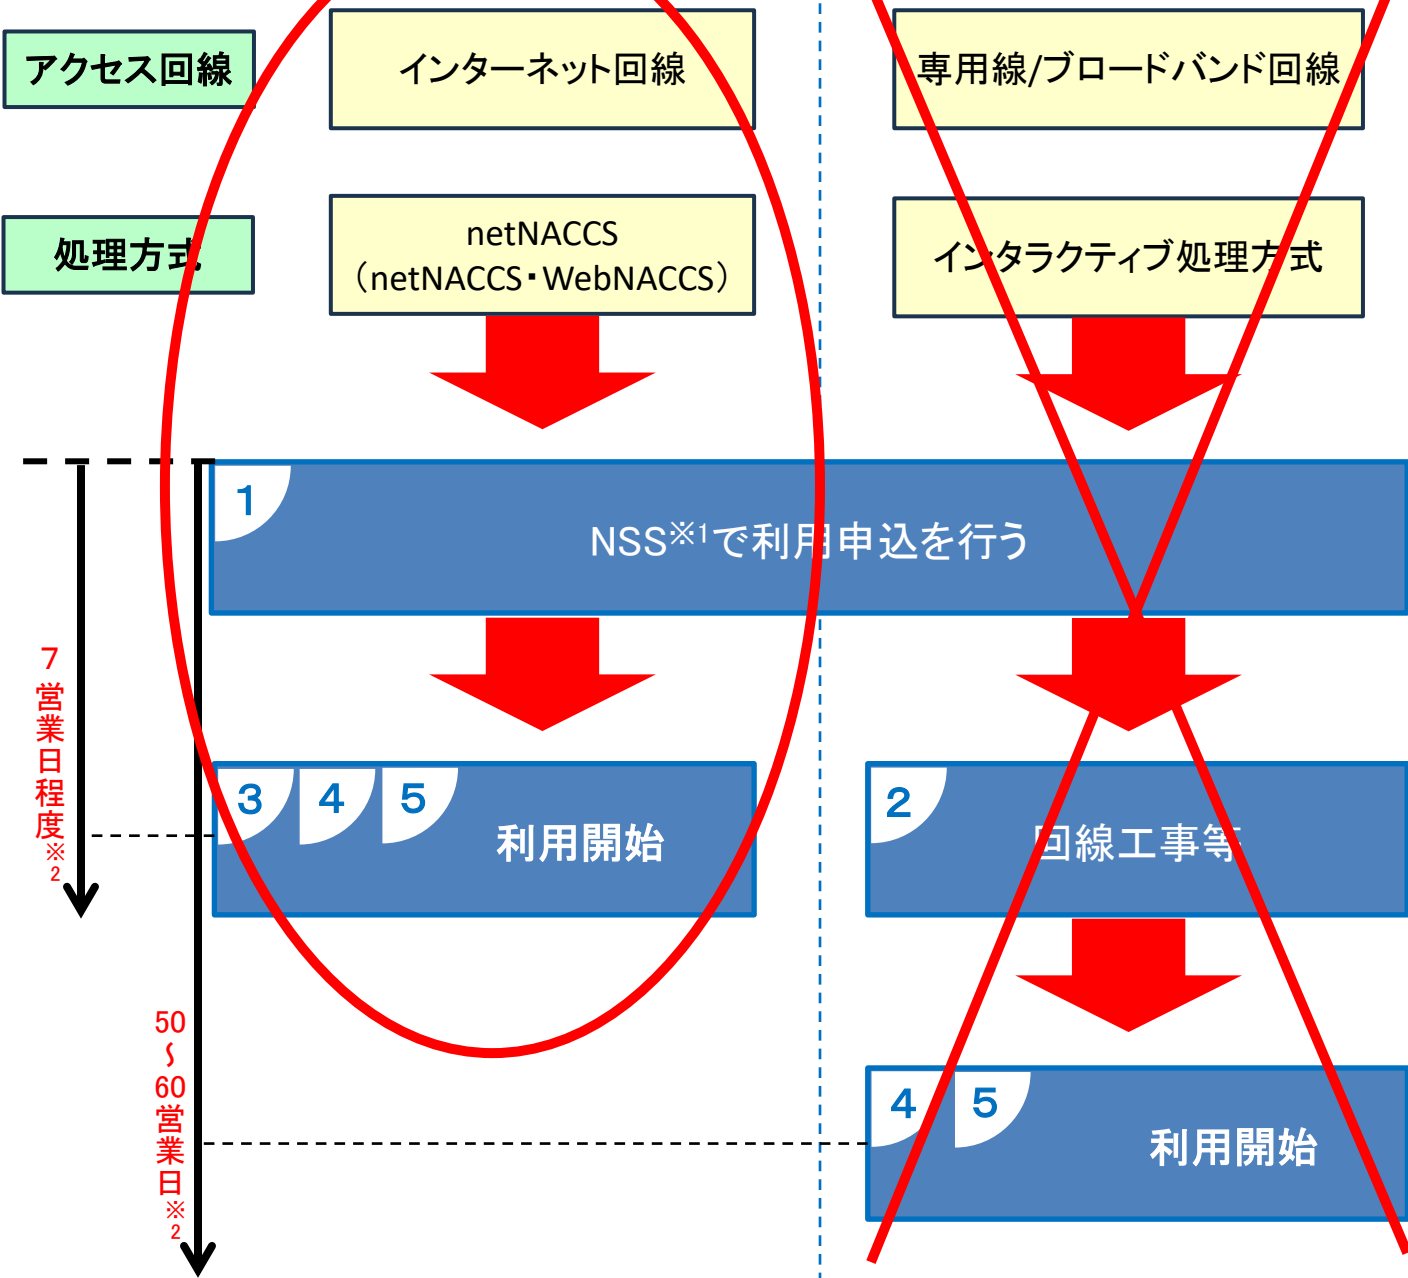 アクセス回線
インターネット回線
専用線/ブロードバンド回線
処理方式
netNACCS
（netNACCS・WebNACCS）
インタラクティブ処理方式
1
NSS※1で利用申込を行う
7営業日程度※2
3
4
5
利用開始
2
回線工事等
50～60営業日※2
4
5
利用開始